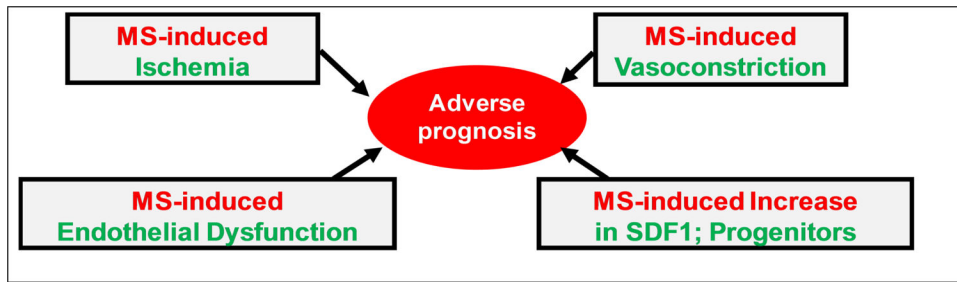 MS-induced
Ischemia
MS-induced
Vasoconstriction
Adverse
prognosis
MS-induced
Endothelial Dysfunction
MS-induced Increase
in SDF1; Progenitors